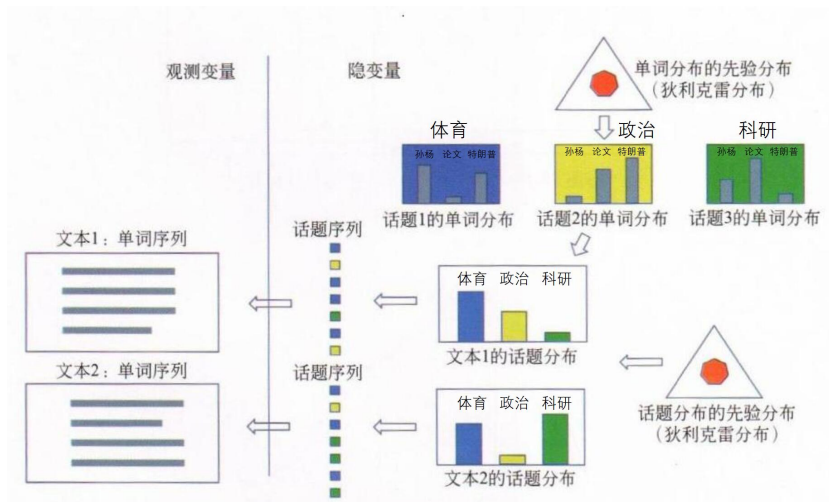 观测变量
隐变量
单词分布的先验分布
（狄利克雷分布）
体育
政治
科研
孙杨 论文 特朗普
孙杨 论文 特朗普
孙杨 论文 特朗普
话题1的单词分布
话题2的单词分布
话题3的单词分布
文本1：单词序列
话题序列
体育 政治 科研
文本1的话题分布
文本2：单词序列
话题序列
体育 政治 科研
文本2的话题分布
话题分布的先验分布
（狄利克雷分布）